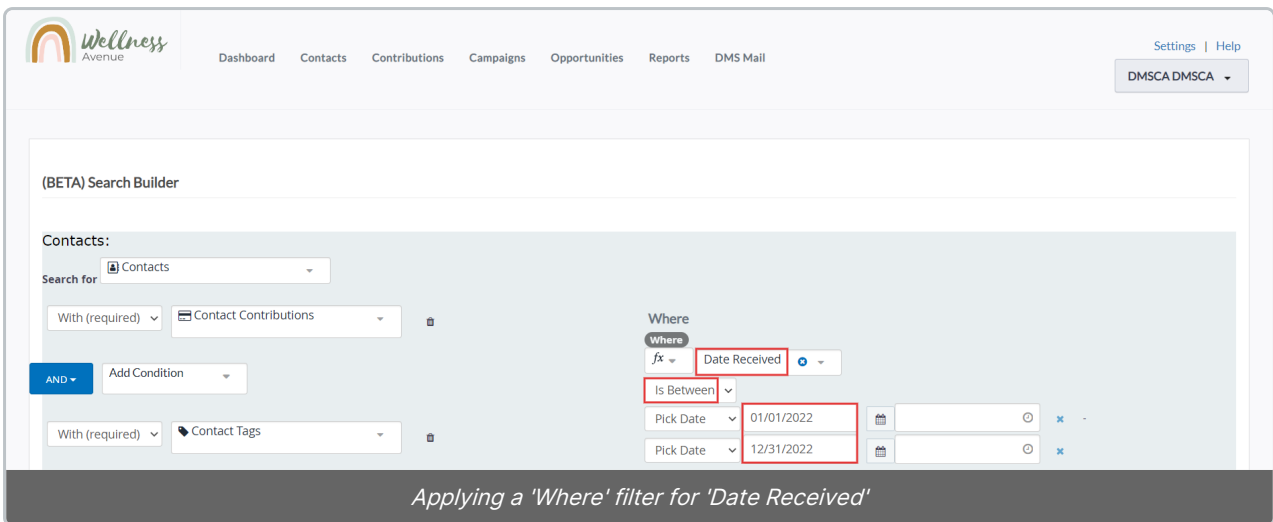 Wellness
Avenue
Dashboard Contacts Contributions Campaigns Opportunities Reports DMS Mail
Settings | Help
DMSCA DMSCA
(BETA) Search Builder
Contacts:
Search for Contacts
With (required) Contact Contributions
AND Add Condition
With (required) Contact Tags
Where
Where
fx Date Received
Is Between
Pick Date 01/01/2022 -
Pick Date 12/31/2022
Applying a 'Where' filter for 'Date Received'